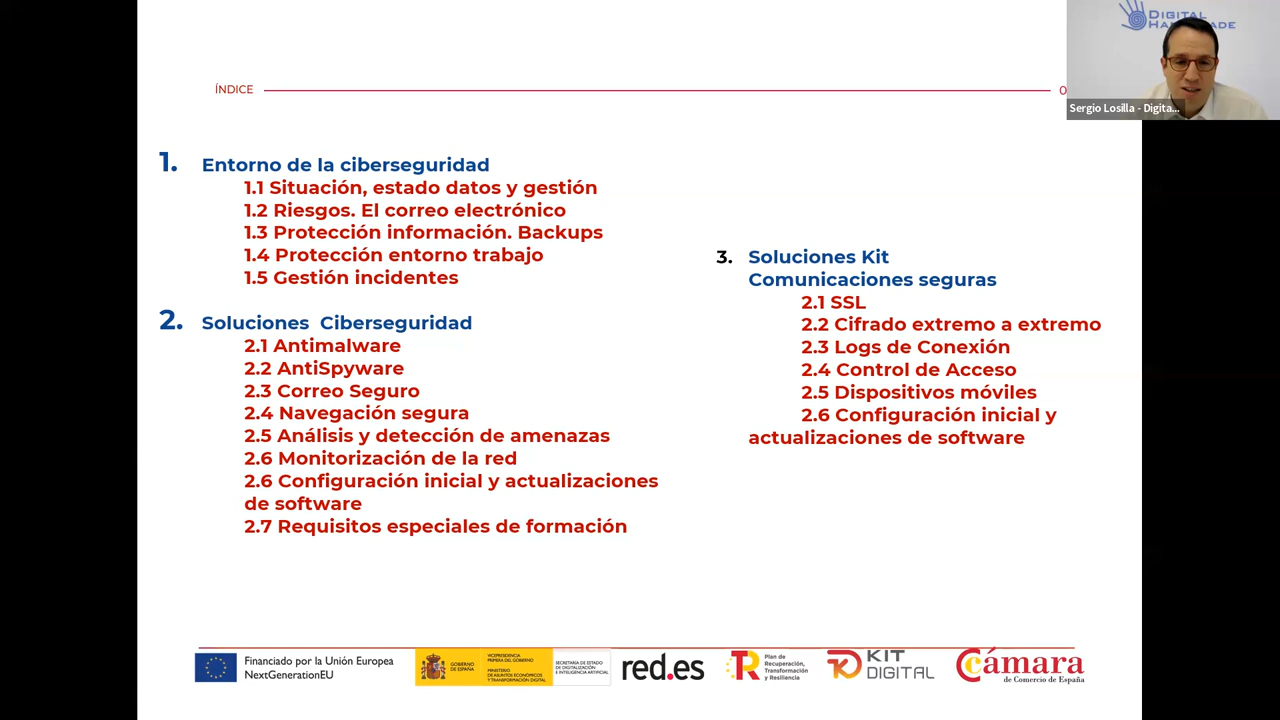 DIGITAL
HANDMADE
Sergio Losilla - Digita...
ÍNDICE
1. Entorno de la ciberseguridad
1.1 Situación, estado datos y gestión
1.2 Riesgos. El correo electrónico
1.3 Protección información. Backups
1.4 Protección entorno trabajo
1.5 Gestión incidentes
2. Soluciones Ciberseguridad
2.1 Antimalware
2.2 AntiSpyware
2.3 Correo Seguro
2.4 Navegación segura
2.5 Análisis y detección de amenazas
2.6 Monitorización de la red
2.6 Configuración inicial y actualizaciones
de software
2.7 Requisitos especiales de formación
3. Soluciones Kit
Comunicaciones seguras
2.1 SSL
2.2 Cifrado extremo a extremo
2.3 Logs de Conexión
2.4 Control de Acceso
2.5 Dispositivos móviles
2.6 Configuración inicial y
actualizaciones de software
Financiado por la Unión Europea
NextGenerationEU
GOBIERNO
DE ESPAÑA
VICEPRESIDENCIA
PRIMERA DEL GOBIERNO
MINISTERIO
DE ASUNTOS ECONÓMICOS
Y TRANSFORMACIÓN DIGITAL
SECRETARÍA DE ESTADO
DE DIGITALIZACIÓN
E INTELIGENCIA ARTIFICIAL
red.es
Plan de
Recuperación,
Transformación
y Resiliencia
KIT
DIGITAL
Cámara
de Comercio de España